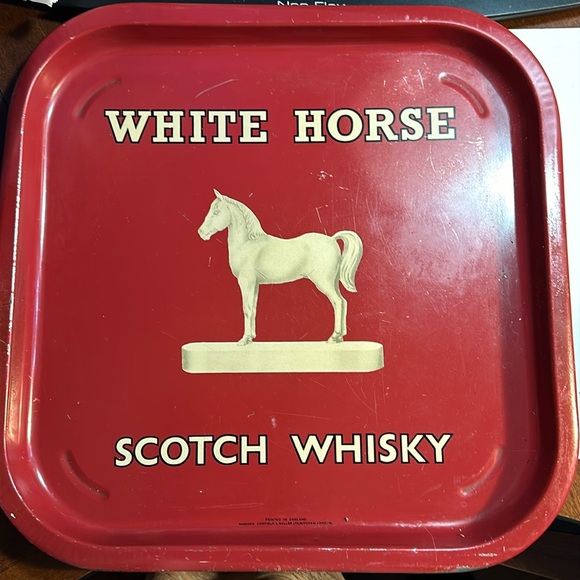 WHITE HORSE
SCOTCH WHISKY
PRINTED IN ENGLAND